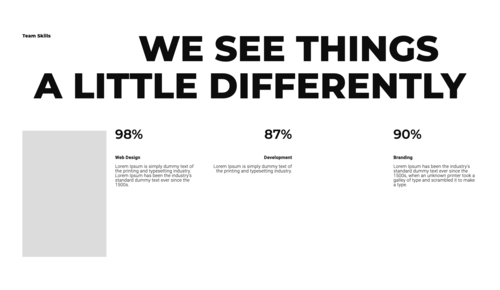 Team Skills
WE SEE THINGS
A LITTLE DIFFERENTLY
98%
Web Design
Lorem Ipsum is simply dummy text of
the printing and typesetting industry.
Lorem Ipsum has been the industry's
standard dummy text ever since the
1500s.
87%
Development
Lorem Ipsum is simply dummy text of
the printing and typesetting industry.
90%
Branding
Lorem Ipsum has been the industry's
standard dummy text ever since the
1500s, when an unknown printer took a
galley of type and scrambled it to make
a type.